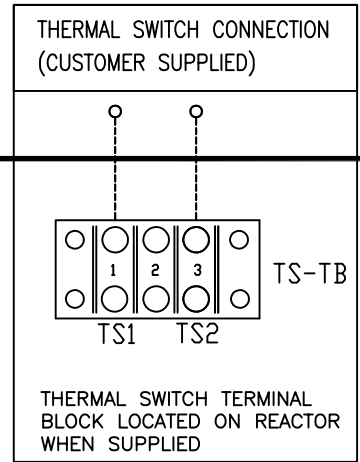 THERMAL SWITCH CONNECTION
(CUSTOMER SUPPLIED)
1 2 3
TS-TB
TS1 TS2
THERMAL SWITCH TERMINAL
BLOCK LOCATED ON REACTOR
WHEN SUPPLIED